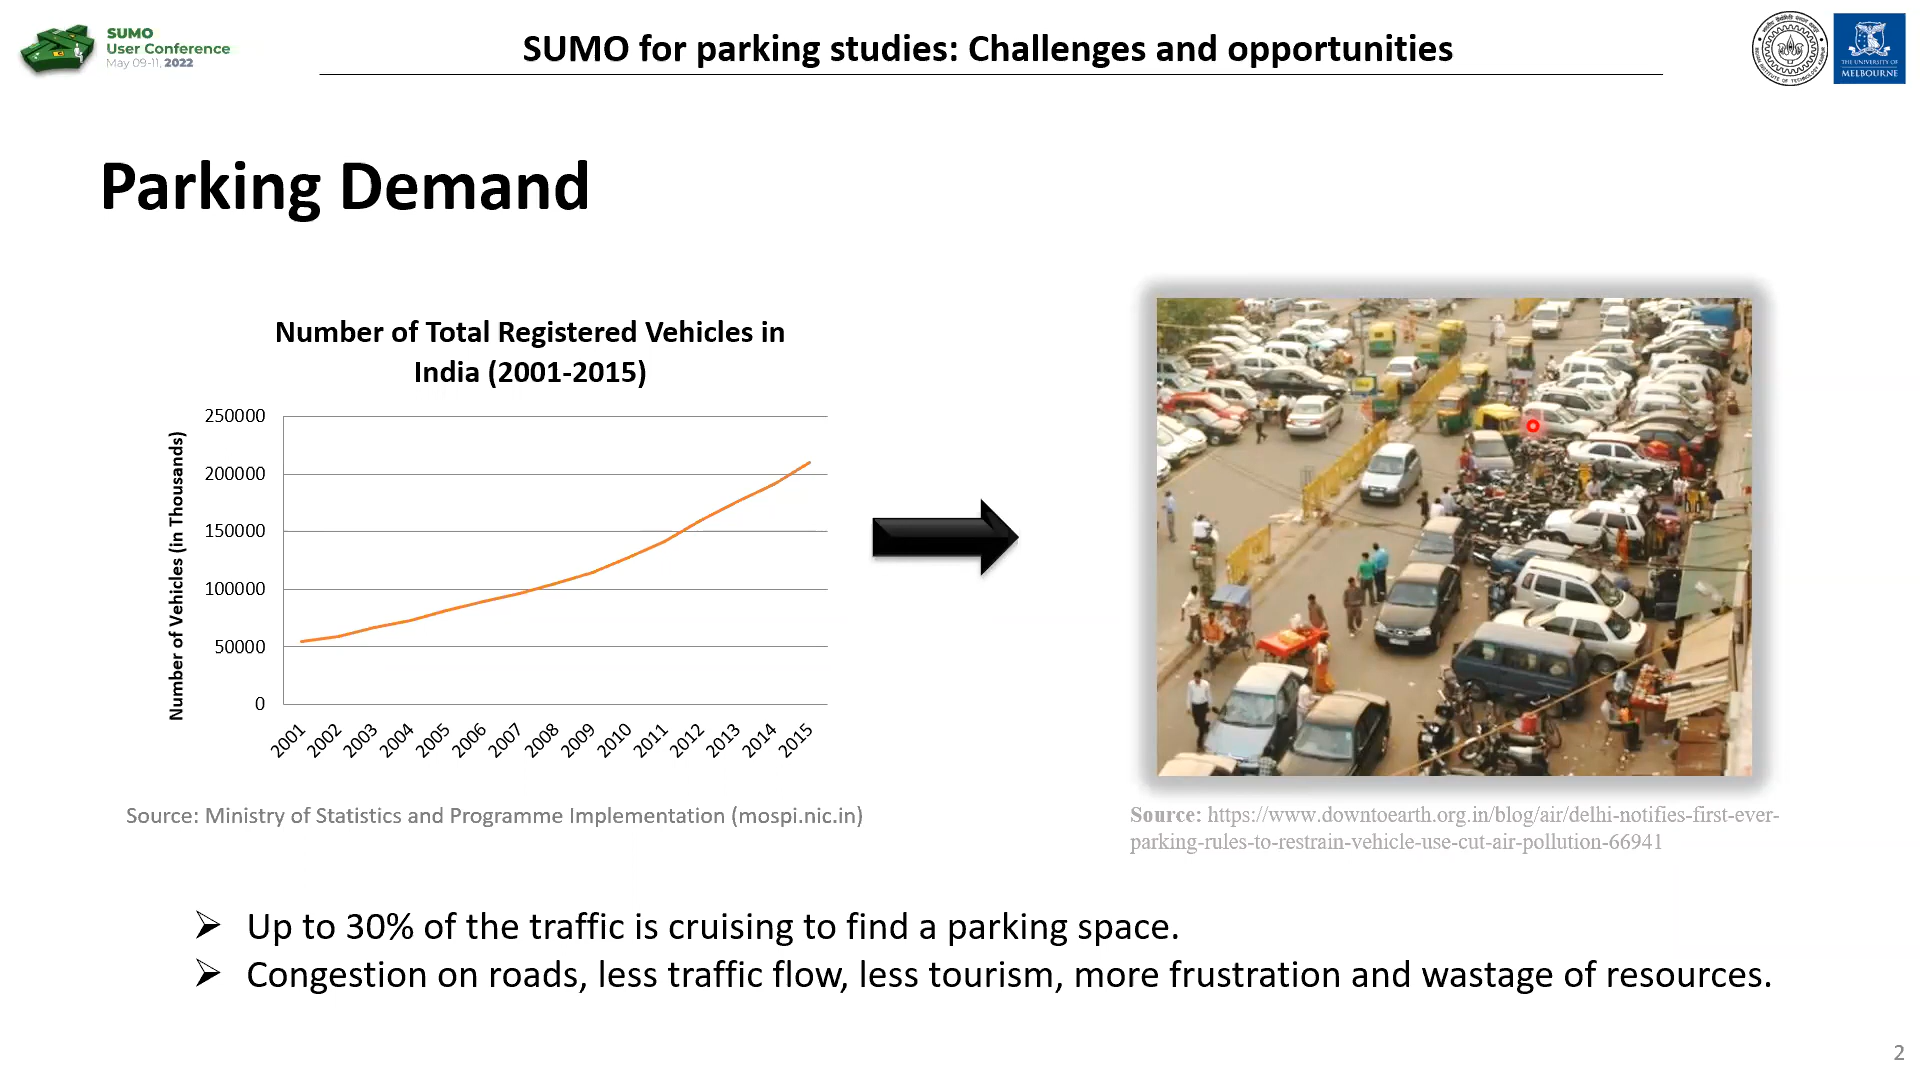 SUMO
User Conference
May 09-11, 2022
SUMO for parking studies: Challenges and opportunities
INDIAN INSTITUTE OF TECHNOLOGY KANPUR
THE UNIVERSITY OF
MELBOURNE
Parking Demand
Number of Total Registered Vehicles in
India (2001-2015)
Number of Vehicles (in Thousands)
250000
200000
150000
100000
50000
0
2001 2002 2003 2004 2005 2006 2007 2008 2009 2010 2011 2012 2013 2014 2015
Source: Ministry of Statistics and Programme Implementation (mospi.nic.in)
Source: https://www.downtoearth.org.in/blog/air/delhi-notifies-first-ever-
parking-rules-to-restrain-vehicle-use-cut-air-pollution-66941
➢ Up to 30% of the traffic is cruising to find a parking space.
➢ Congestion on roads, less traffic flow, less tourism, more frustration and wastage of resources.
2